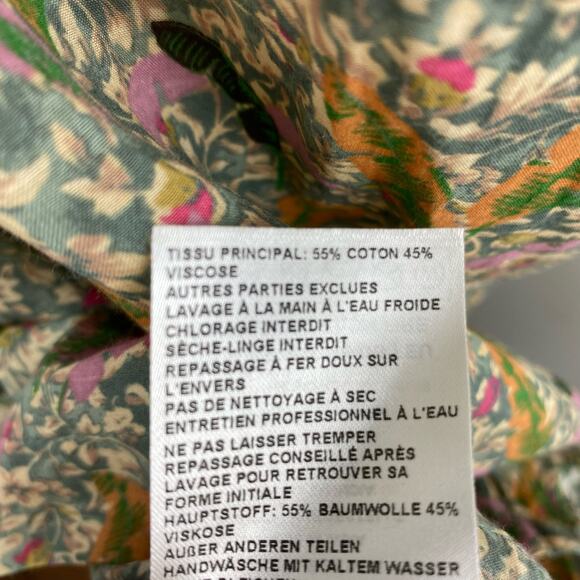 TISSU PRINCIPAL: 55% COTON 45%
VISCOSE
AUTRES PARTIES EXCLUES
LAVAGE À LA MAIN À L'EAU FROIDE
CHLORAGE INTERDIT
SÈCHE-LINGE INTERDIT
REPASSAGE À FER DOUX SUR
L'ENVERS
PAS DE NETTOYAGE À SEC
ENTRETIEN PROFESSIONNEL À L'EAU
NE PAS LAISSER TREMPER
REPASSAGE CONSEILLÉ APRÈS
LAVAGE POUR RETROUVER SA
FORME INITIALE
HAUPTSTOFF: 55% BAUMWOLLE 45%
VISKOSE
AUßER ANDEREN TEILEN
HANDWÄSCHE MIT KALTEM WASSER